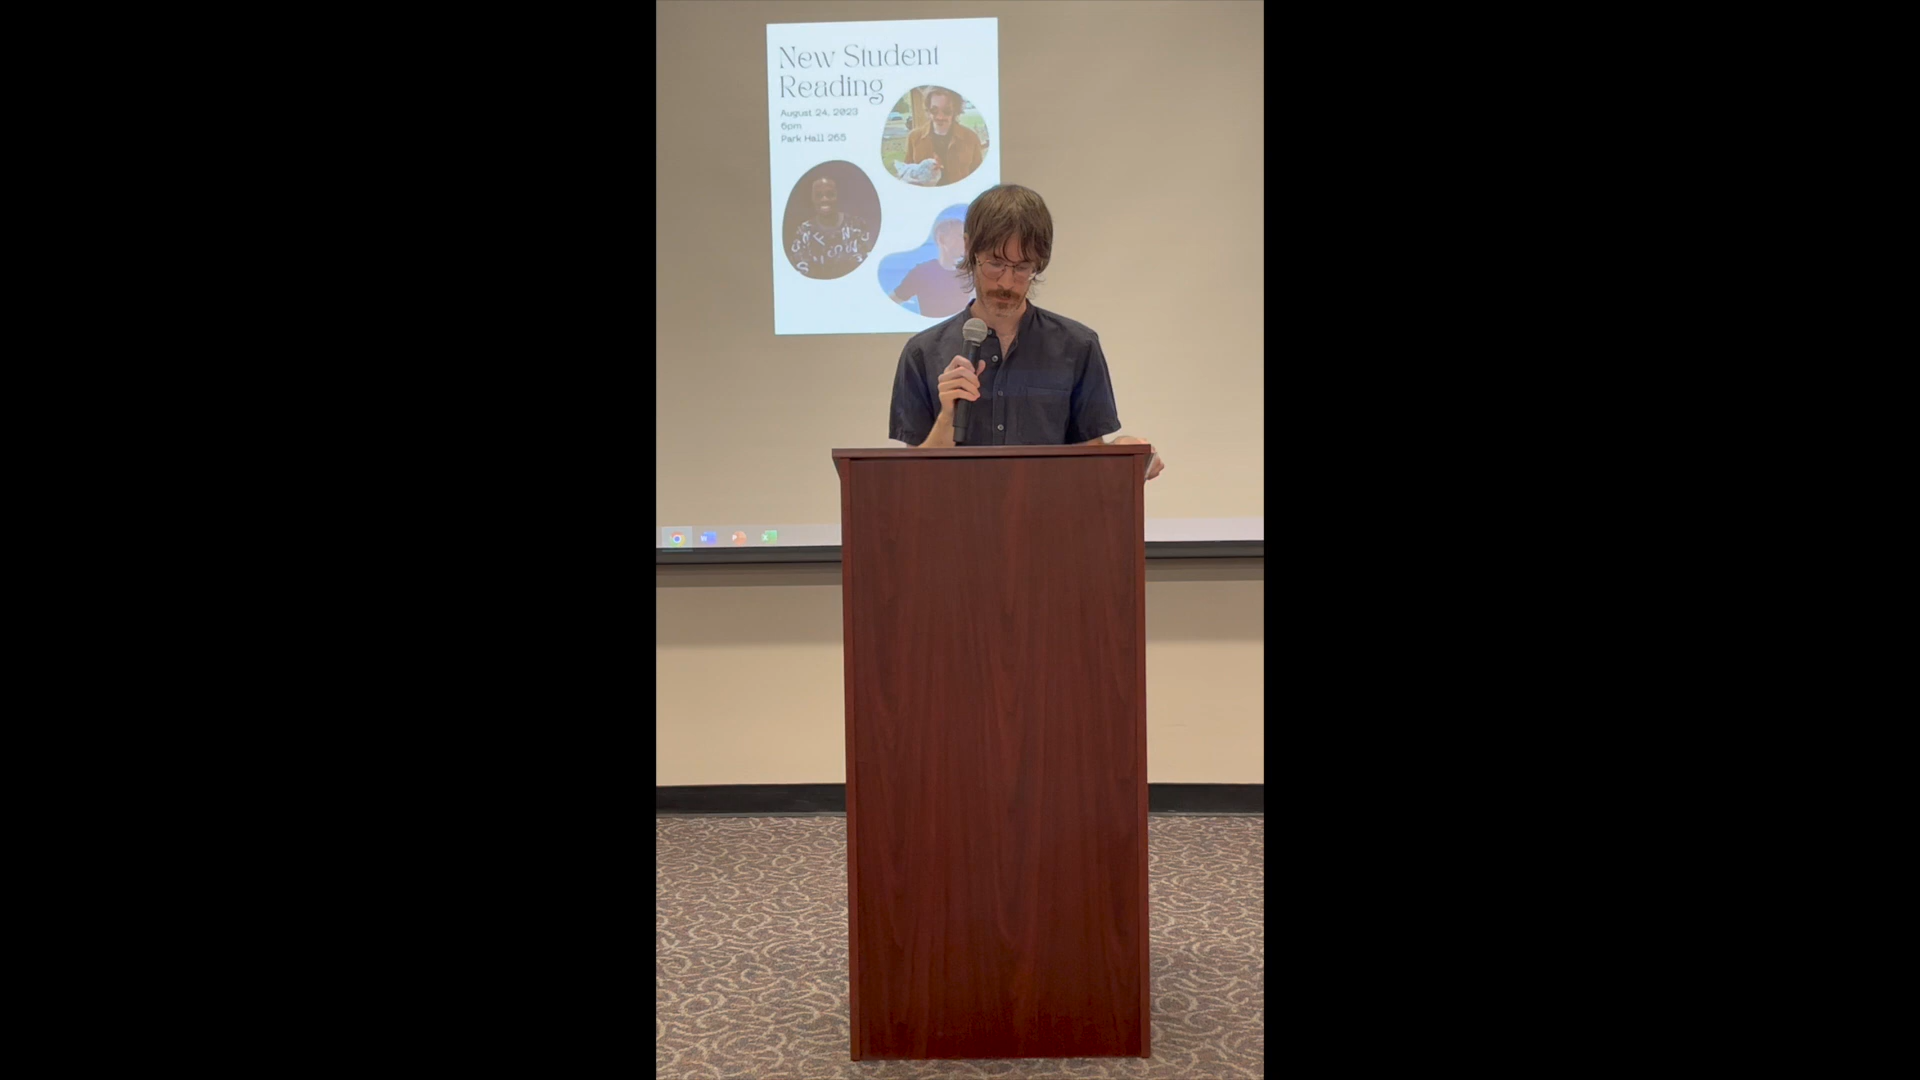 New Student
Reading
August 24, 2023
6pm
Park Hall 265